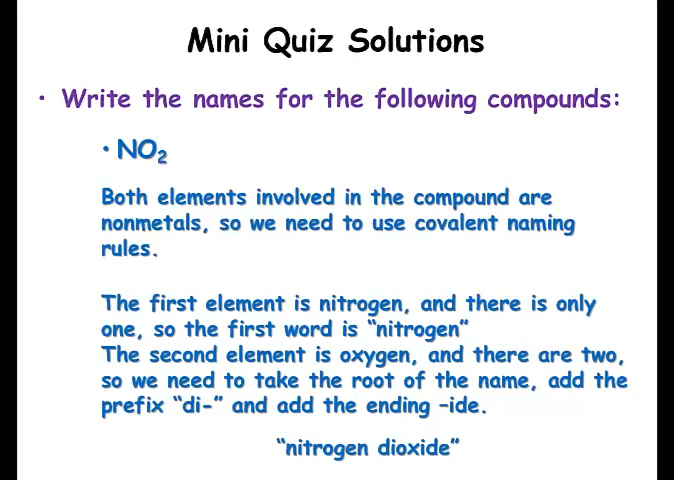 Mini Quiz Solutions
• Write the names for the following compounds:
• NO₂
Both elements involved in the compound are
nonmetals, so we need to use covalent naming
rules.
The first element is nitrogen, and there is only
one, so the first word is “nitrogen”
The second element is oxygen, and there are two,
so we need to take the root of the name, add the
prefix “di-” and add the ending –ide.
“nitrogen dioxide”